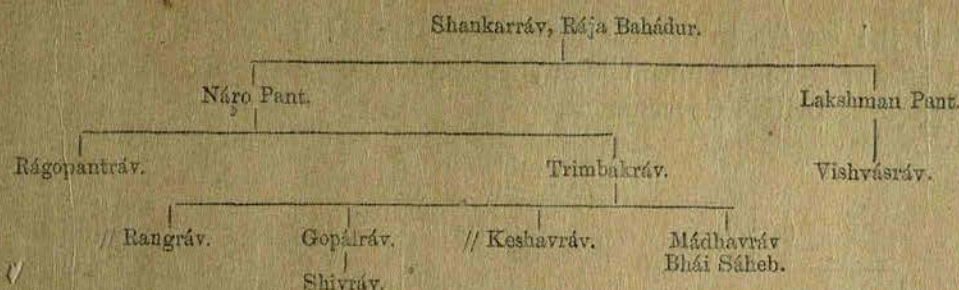 Shankarráv, Rája Bahádur.
Náro Pant. Lakshman Pant.
Rágopantráv. Trimbakráv. Vishvásráv.
// Rangráv. Gopálráv. // Keshavráv. Mádhavráv
Bhái Sáheb.
Shivráv.